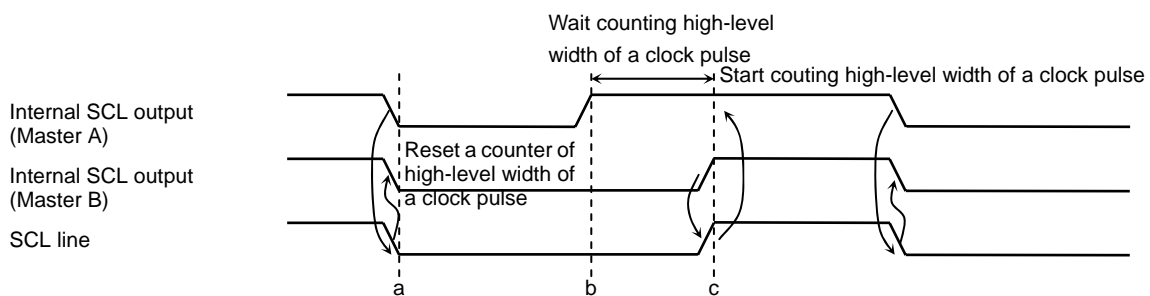 Wait counting high-level
width of a clock pulse
Start couting high-level width of a clock pulse
Internal SCL output
(Master A)
Reset a counter of
high-level width of
a clock pulse
Internal SCL output
(Master B)
SCL line
a
b
c